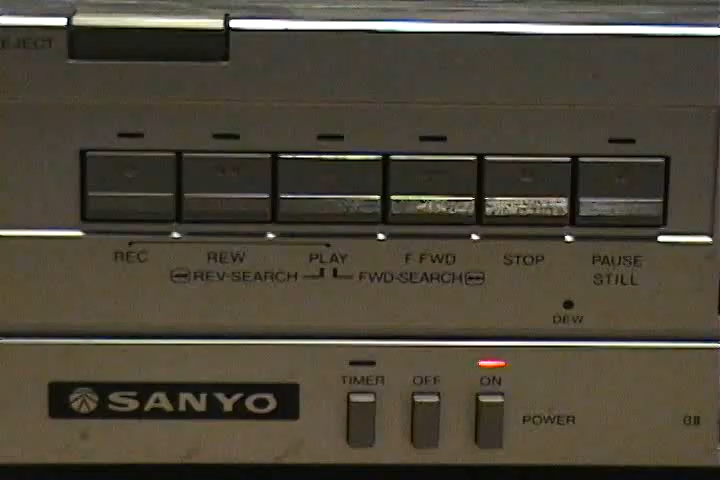 EJECT
REC REW PLAY F.FWD STOP PAUSE
STILL
REV-SEARCH FWD-SEARCH
DEW
TIMER OFF ON
SANYO
POWER